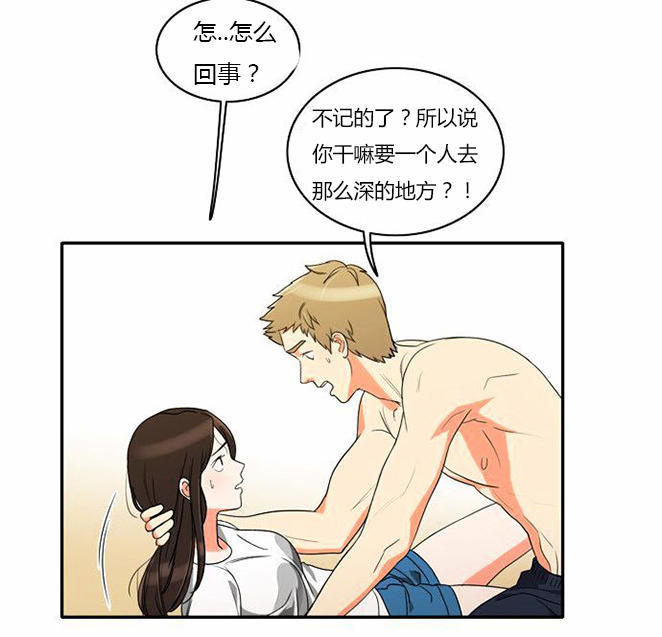 怎..怎么
回事？
不记的了？所以说
你干嘛要一个人去
那么深的地方？！